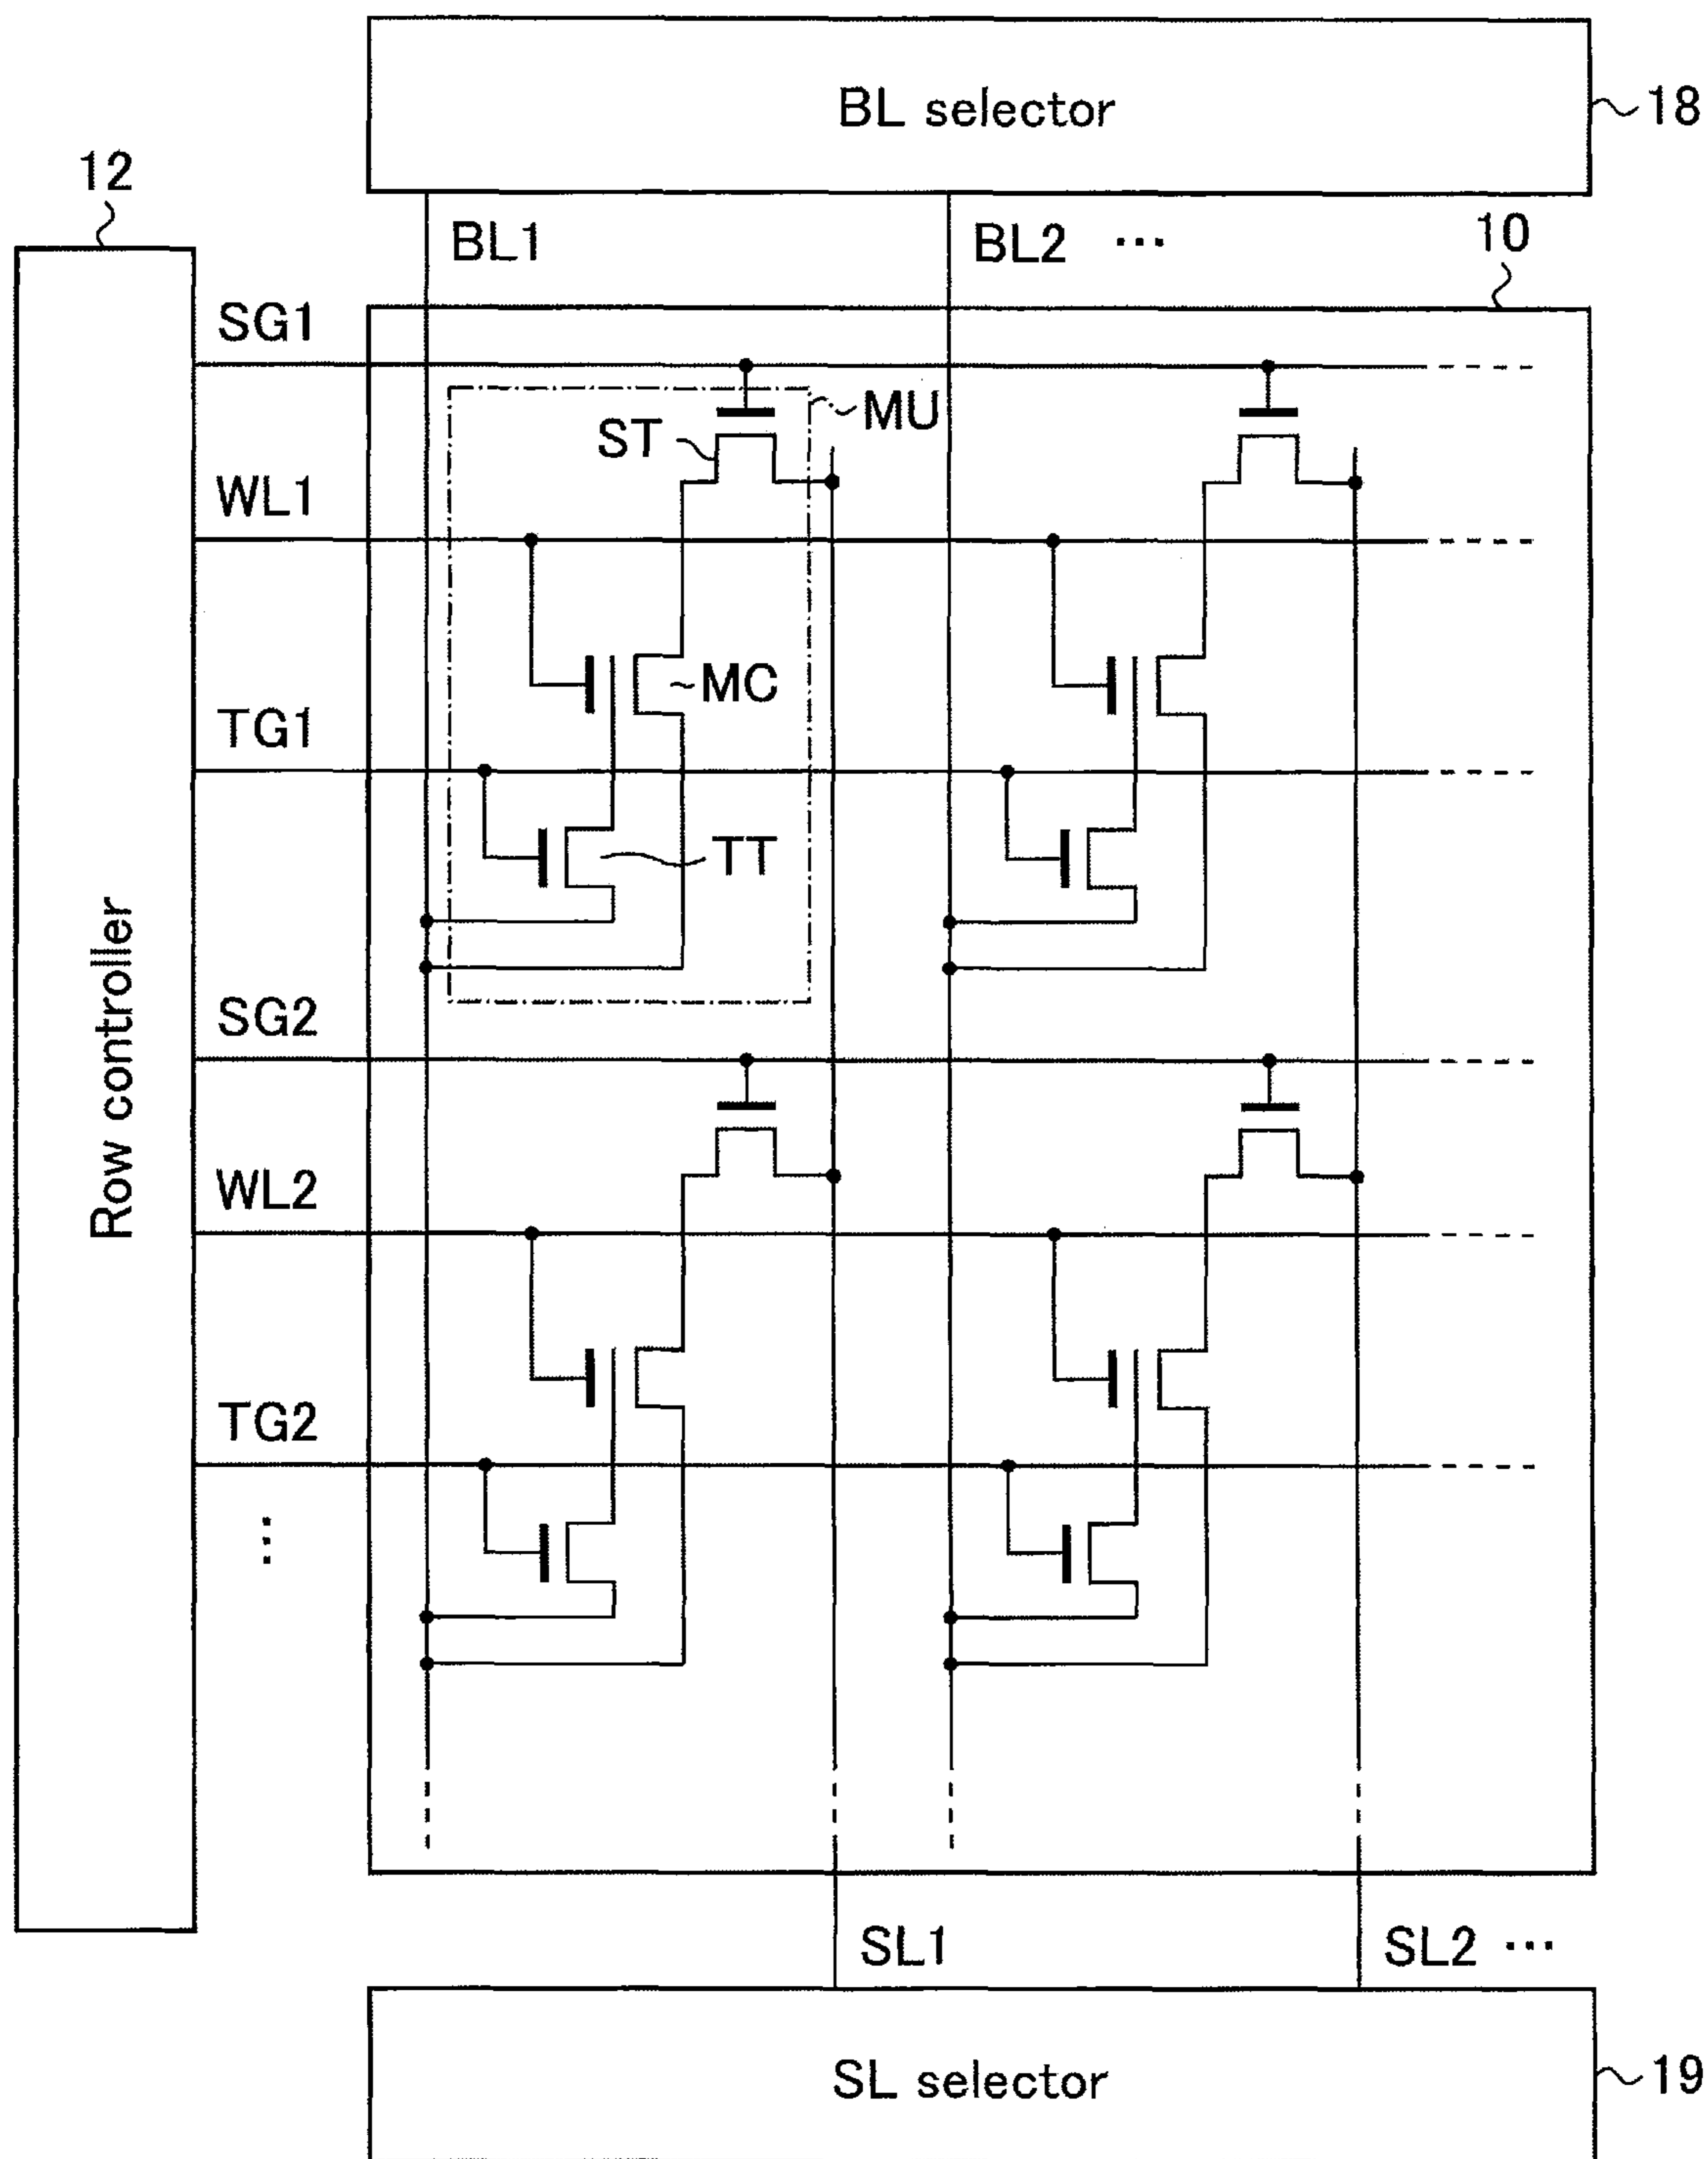 BL selector
18
12
BL1
BL2 ...
10
SG1
MU
ST
WL1
MC
TG1
TT
Row controller
SG2
WL2
TG2
...
SL1
SL2 ...
SL selector
19